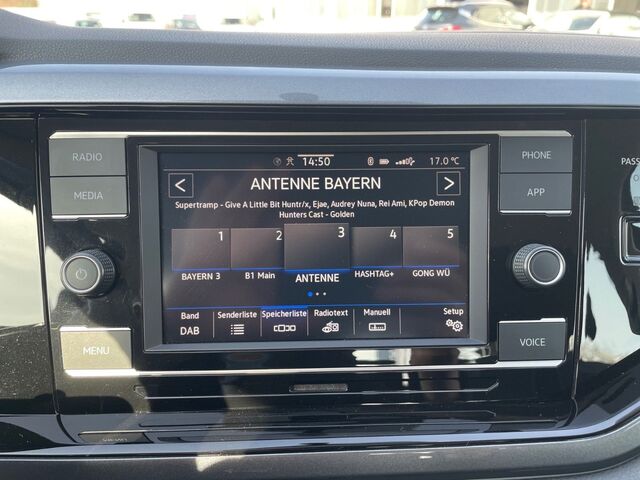 RADIO
MEDIA
MENU
PHONE
APP
VOICE
PASS
14:50
17.0 °C
ANTENNE BAYERN
Supertramp - Give A Little Bit Huntr/x, Ejae, Audrey Nuna, Rei Ami, KPop Demon
Hunters Cast - Golden
1 2 3 4 5
BAYERN 3 B1 Main ANTENNE HASHTAG+ GONG WÜ
Band Senderliste Speicherliste Radiotext Manuell Setup
DAB